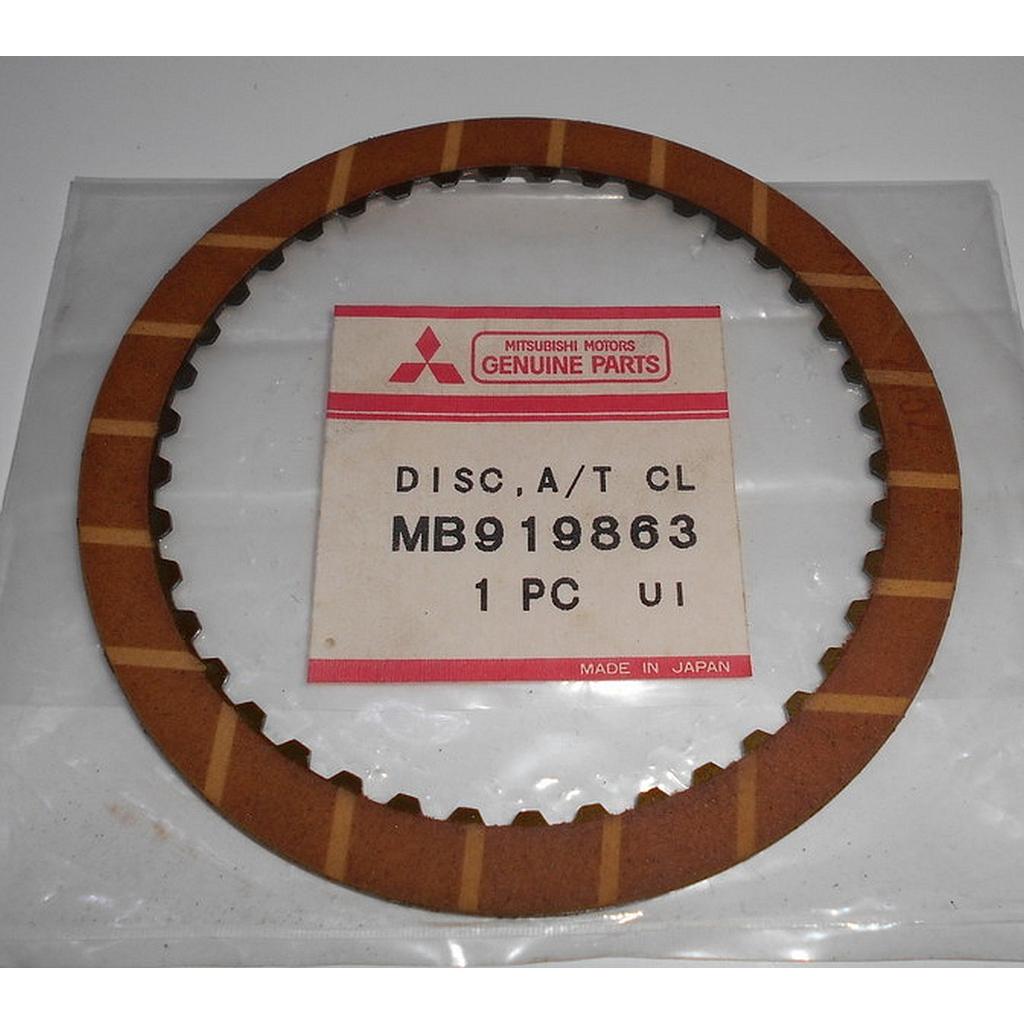 MITSUBISHI MOTORS
GENUINE PARTS
DISC, A/T CL
MB919863
1 PC UI
MADE IN JAPAN